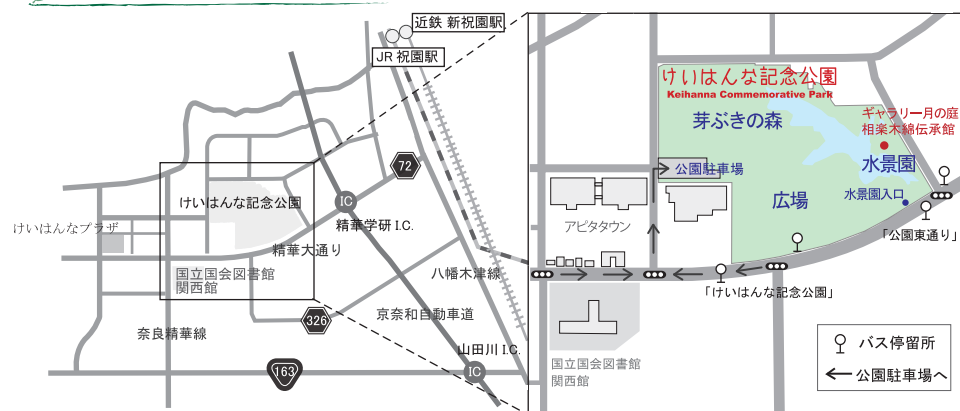 近鉄 新祝園駅
JR 祝園駅
72
けいはんな記念公園
IC
精華学研 I.C.
けいはんなプラザ
精華大通り
国立国会図書館
関西館
八幡木津線
326
京奈和自動車道
奈良精華線
山田川 I.C.
163
IC
けいはんな記念公園
Keihanna Commemorative Park
芽ぶきの森
ギャラリー月の庭
相楽木綿伝承館
公園駐車場
水景園
広場
水景園入口
アピタタウン
「公園東通り」
「けいはんな記念公園」
国立国会図書館
関西館
バス停留所
公園駐車場へ